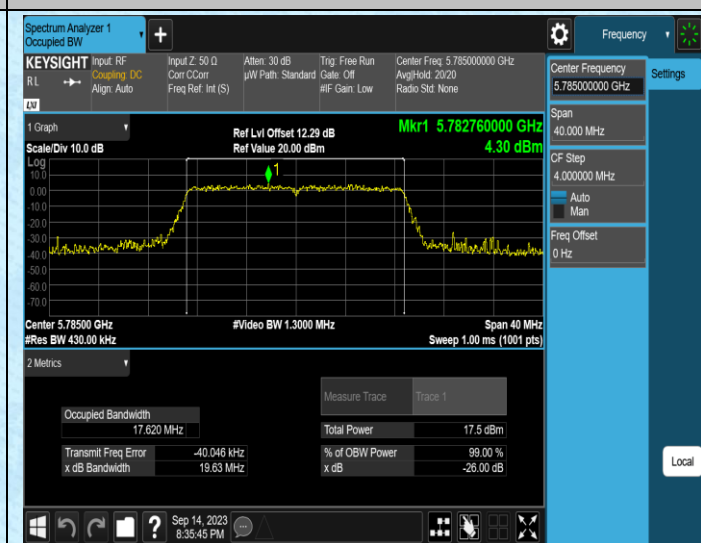 Spectrum Analyzer 1
Occupied BW
Frequency
KEYSIGHT
RL
LXI
Input: RF
Coupling: DC
Align: Auto
Input Z: 50 Ω
Corr CCorr
Freq Ref: Int (S)
Atten: 30 dB
µW Path: Standard
Trig: Free Run
Gate: Off
#IF Gain: Low
Center Freq: 5.785000000 GHz
Avg|Hold: 20/20
Radio Std: None
Center Frequency
5.785000000 GHz
Settings
Span
40.000 MHz
CF Step
4.000000 MHz
Auto
Man
Freq Offset
0 Hz
Local
1 Graph
Scale/Div 10.0 dB
Ref Lvl Offset 12.29 dB
Ref Value 20.00 dBm
Mkr1 5.782760000 GHz
4.30 dBm
Log
10.0
0.00
-10.0
-20.0
-30.0
-40.0
-50.0
-60.0
-70.0
1
Center 5.78500 GHz
#Res BW 430.00 kHz
#Video BW 1.3000 MHz
Span 40 MHz
Sweep 1.00 ms (1001 pts)
2 Metrics
Measure Trace Trace 1
Occupied Bandwidth
17.620 MHz
Total Power 17.5 dBm
Transmit Freq Error -40.046 kHz
x dB Bandwidth 19.63 MHz
% of OBW Power 99.00 %
x dB -26.00 dB
?
Sep 14, 2023
8:35:45 PM